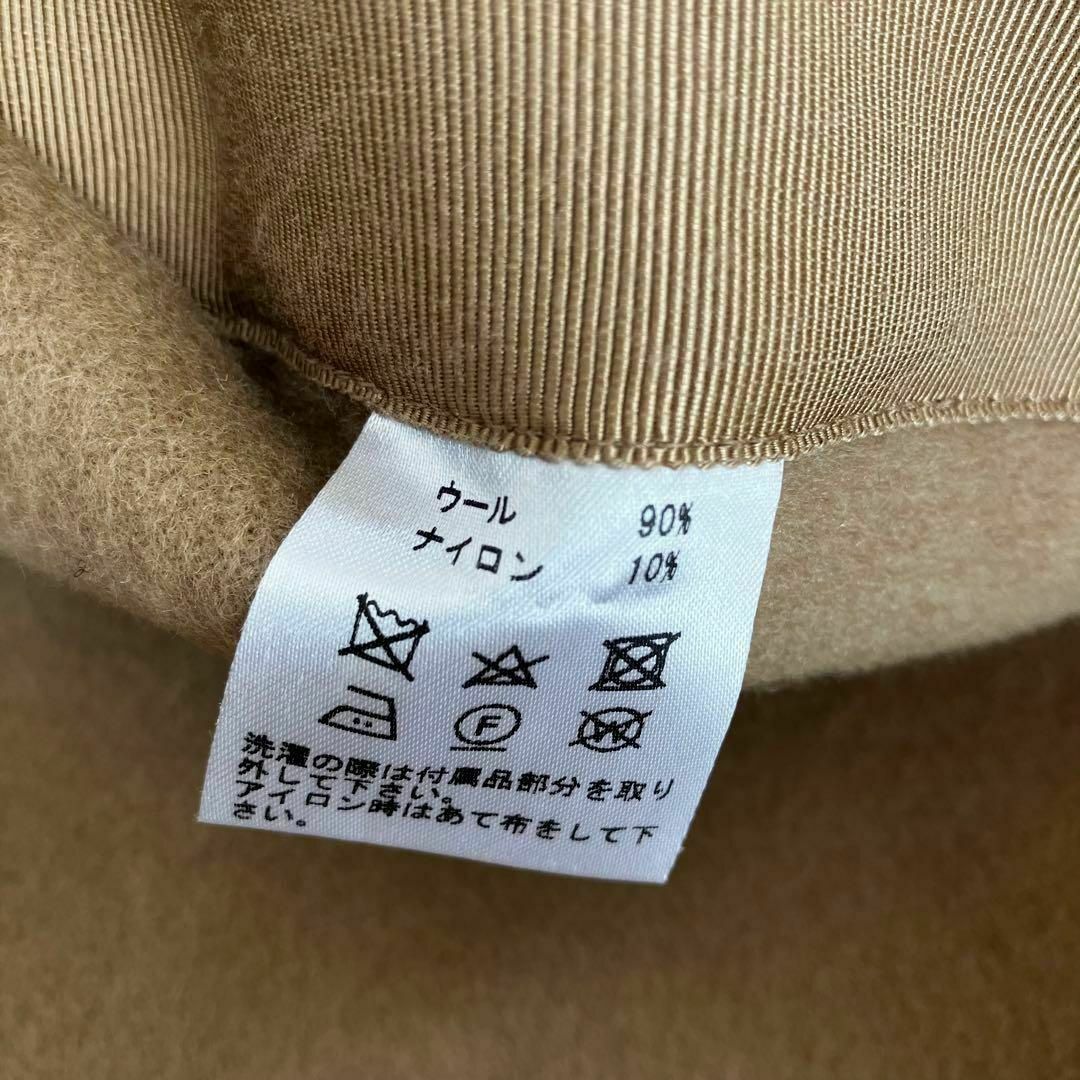 ウール 90%
ナイロン 10%
F
W
洗濯の際は付属品部分を取り
外して下さい。
アイロン時はあて布をして下
さい。